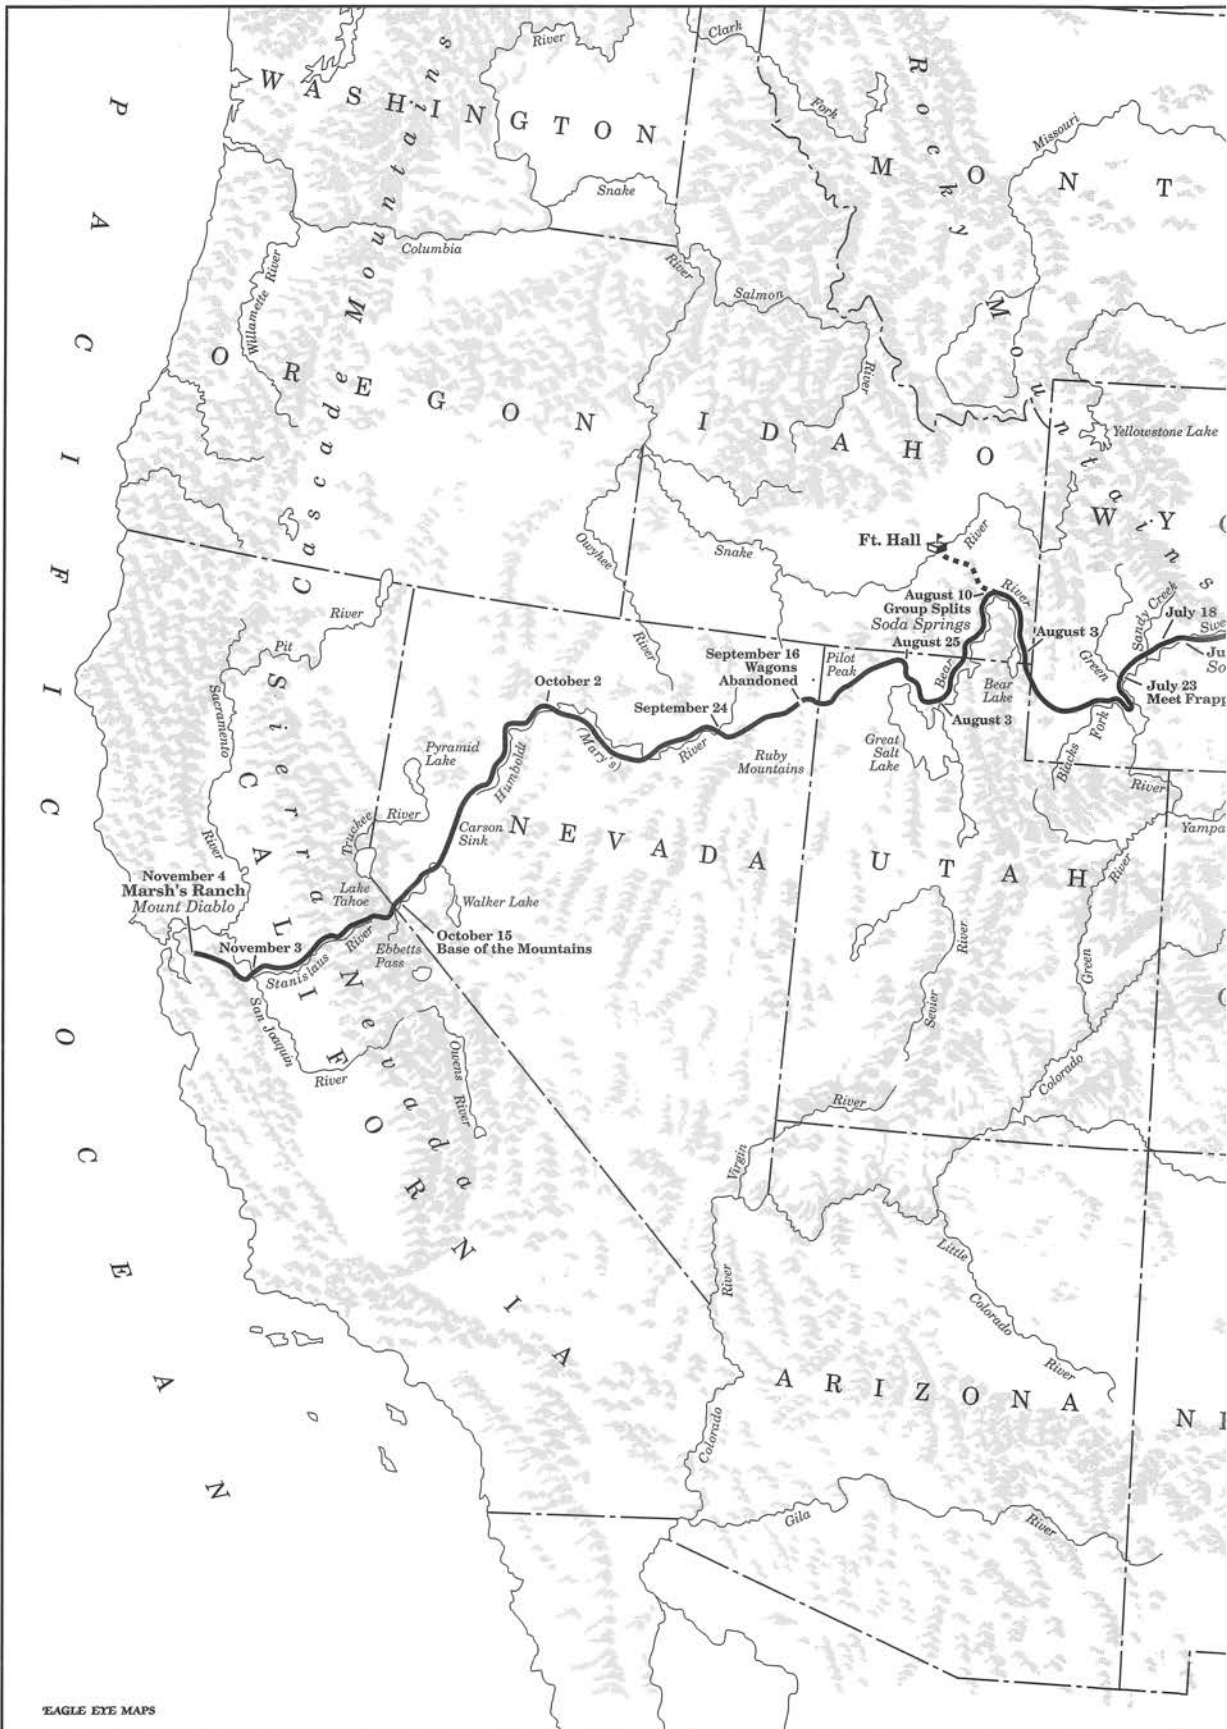 PACIFIC OCEAN
WASHINGTON
River
Clark
Fork
Rocky Mountains
MONT
Missouri
Snake
River
Columbia
Willamette River
Cascade Mountains
OREGON
Salmon
River
IDAHO
Yellowstone Lake
WYO
Owyhee
River
Snake
River
Ft. Hall
August 10
Group Splits
Soda Springs
River
August 25
August 3
Bear
Bear
Lake
August 3
Sandy Creek
July 18
Swe
Ju
So
Green
July 23
Meet Frapp
Blacks
Fork
River
Yampa
River
Pit
Sacramento
River
Sierra Nevada
CALIFORNIA
September 16
Wagons
Abandoned
Pilot
Peak
October 2
September 24
Great
Salt
Lake
Pyramid
Lake
Humboldt
(Mary's)
River
Ruby
Mountains
River
Truckee
Carson
Sink
NEVADA
UTAH
River
Green
November 4
Marsh's Ranch
Mount Diablo
Lake
Tahoe
Walker Lake
November 3
Stanislaus
River
Ebbetts
Pass
October 15
Base of the Mountains
River
Sevier
San Joaquin
River
Owens River
Colorado
River
Virgin
Little
Colorado
River
River
Colorado
ARIZONA
Gila
River
EAGLE EYE MAPS